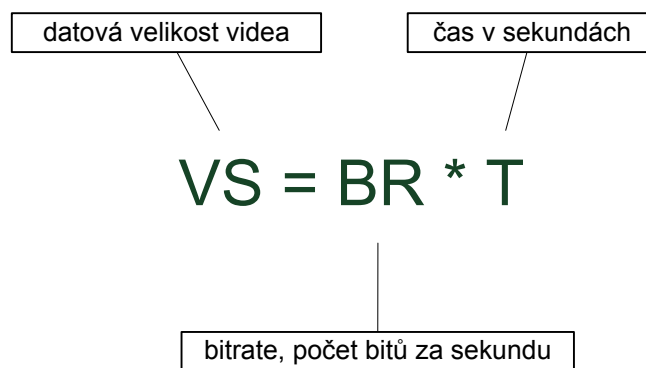 datová velikost videa
čas v sekundách
VS = BR * T
bitrate, počet bitů za sekundu